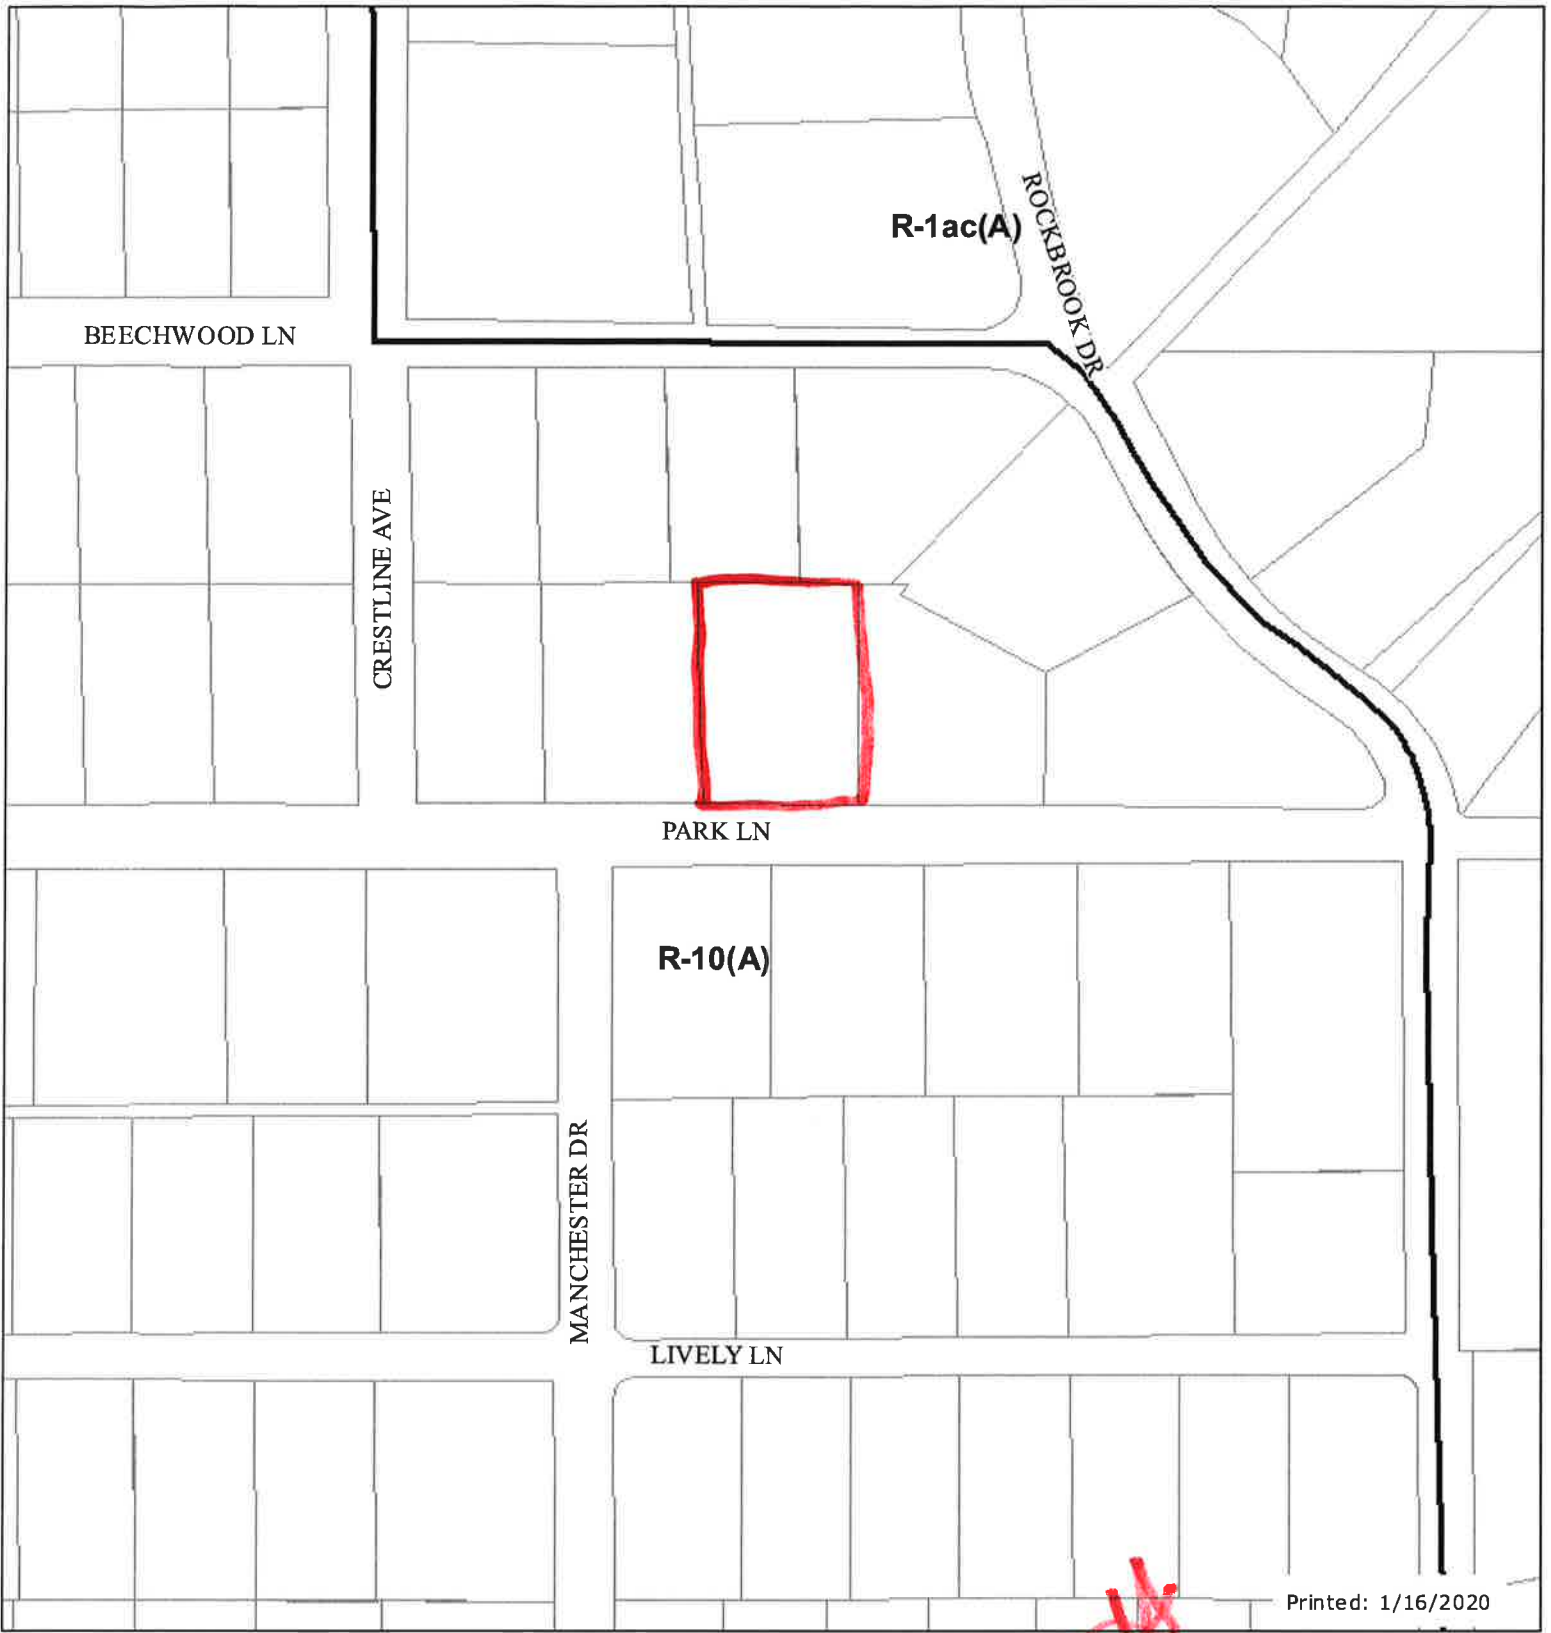 R-1ac(A)
ROCKBROOK DR
BEECHWOOD LN
CRESTLINE AVE
PARK LN
R-10(A)
MANCHESTER DR
LIVELY LN
Printed: 1/16/2020